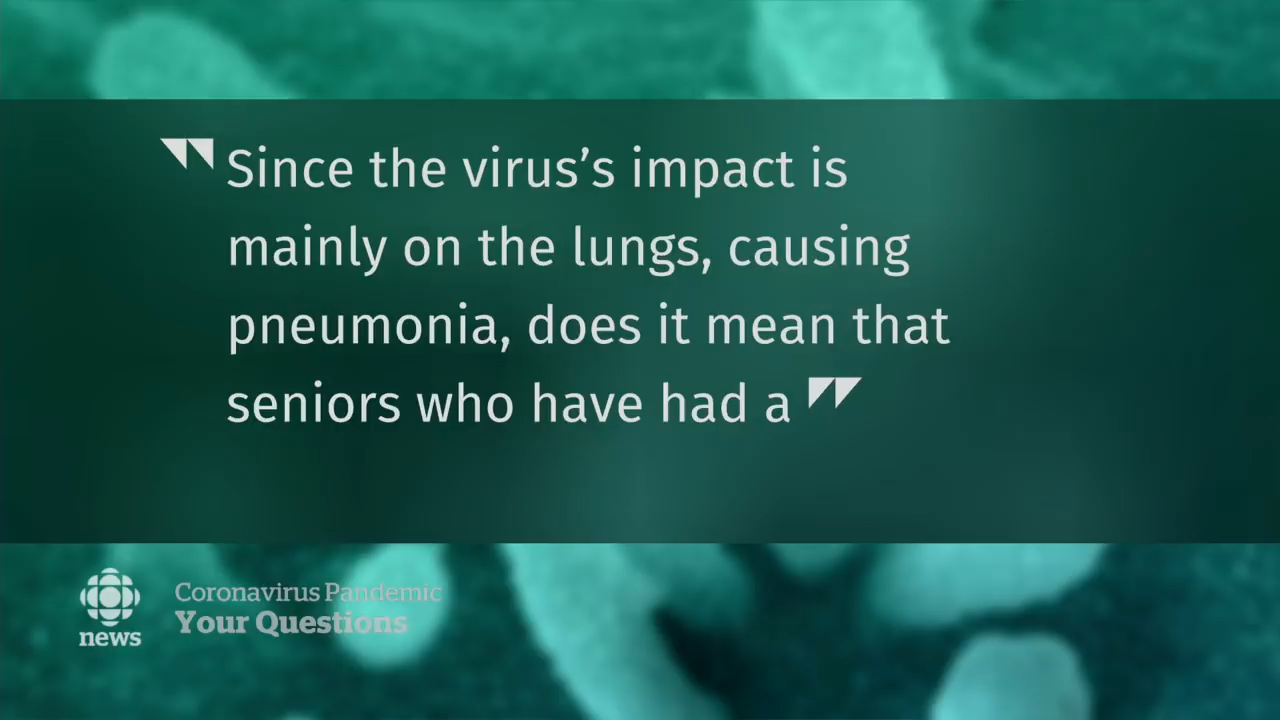 Since the virus’s impact is
mainly on the lungs, causing
pneumonia, does it mean that
seniors who have had a
news
Coronavirus Pandemic
Your Questions